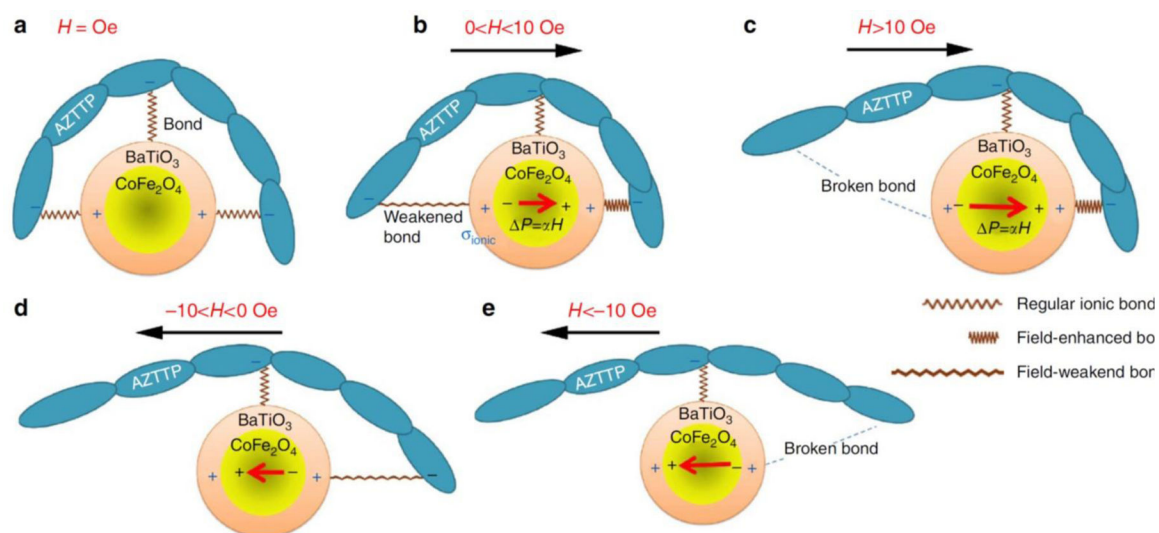 a
H = Oe
AZTTP
−
Bond
BaTiO₃
CoFe₂O₄
−
+
+
−
b
0<H<10 Oe
AZTTP
−
BaTiO₃
CoFe₂O₄
−
+
−
+
+
−
Weakened
bond
σionic
ΔP=αH
c
H>10 Oe
AZTTP
−
BaTiO₃
CoFe₂O₄
Broken bond
+
−
+
+
−
ΔP=αH
d
−10<H<0 Oe
AZTTP
−
BaTiO₃
CoFe₂O₄
+
+
−
+
−
e
H<−10 Oe
AZTTP
−
BaTiO₃
CoFe₂O₄
+
+
−
+
Broken bond
Regular ionic bond
Field-enhanced bo
Field-weakend bon